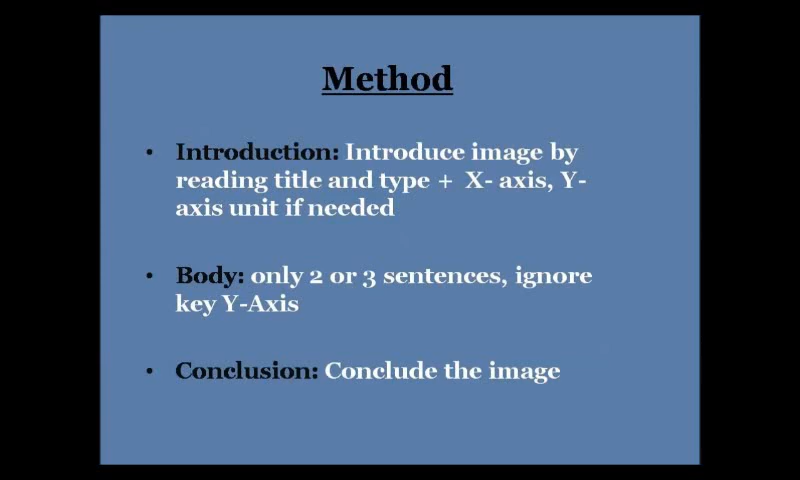 Method
• Introduction: Introduce image by
reading title and type + X- axis, Y-
axis unit if needed
• Body: only 2 or 3 sentences, ignore
key Y-Axis
• Conclusion: Conclude the image